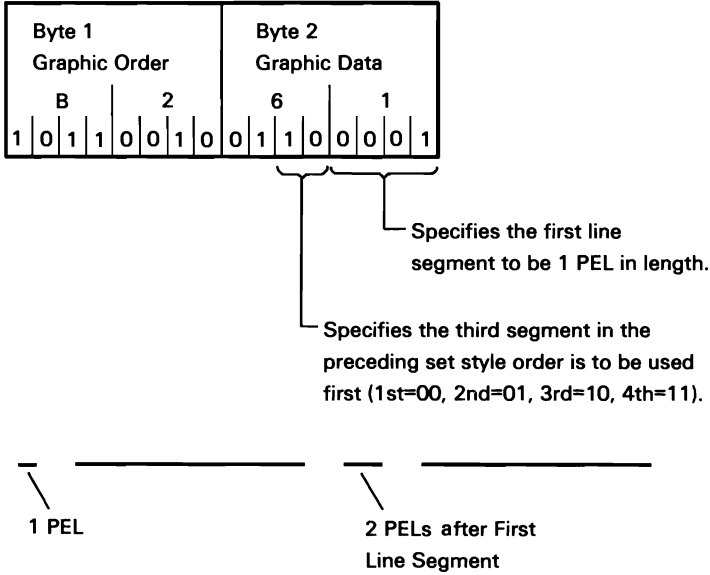 Byte 1 Byte 2
Graphic Order Graphic Data
B 2 6 1
1 0 1 1 0 0 1 0 0 1 1 0 0 0 0 1
Specifies the first line
segment to be 1 PEL in length.
Specifies the third segment in the
preceding set style order is to be used
first (1st=00, 2nd=01, 3rd=10, 4th=11).
1 PEL
2 PELs after First
Line Segment